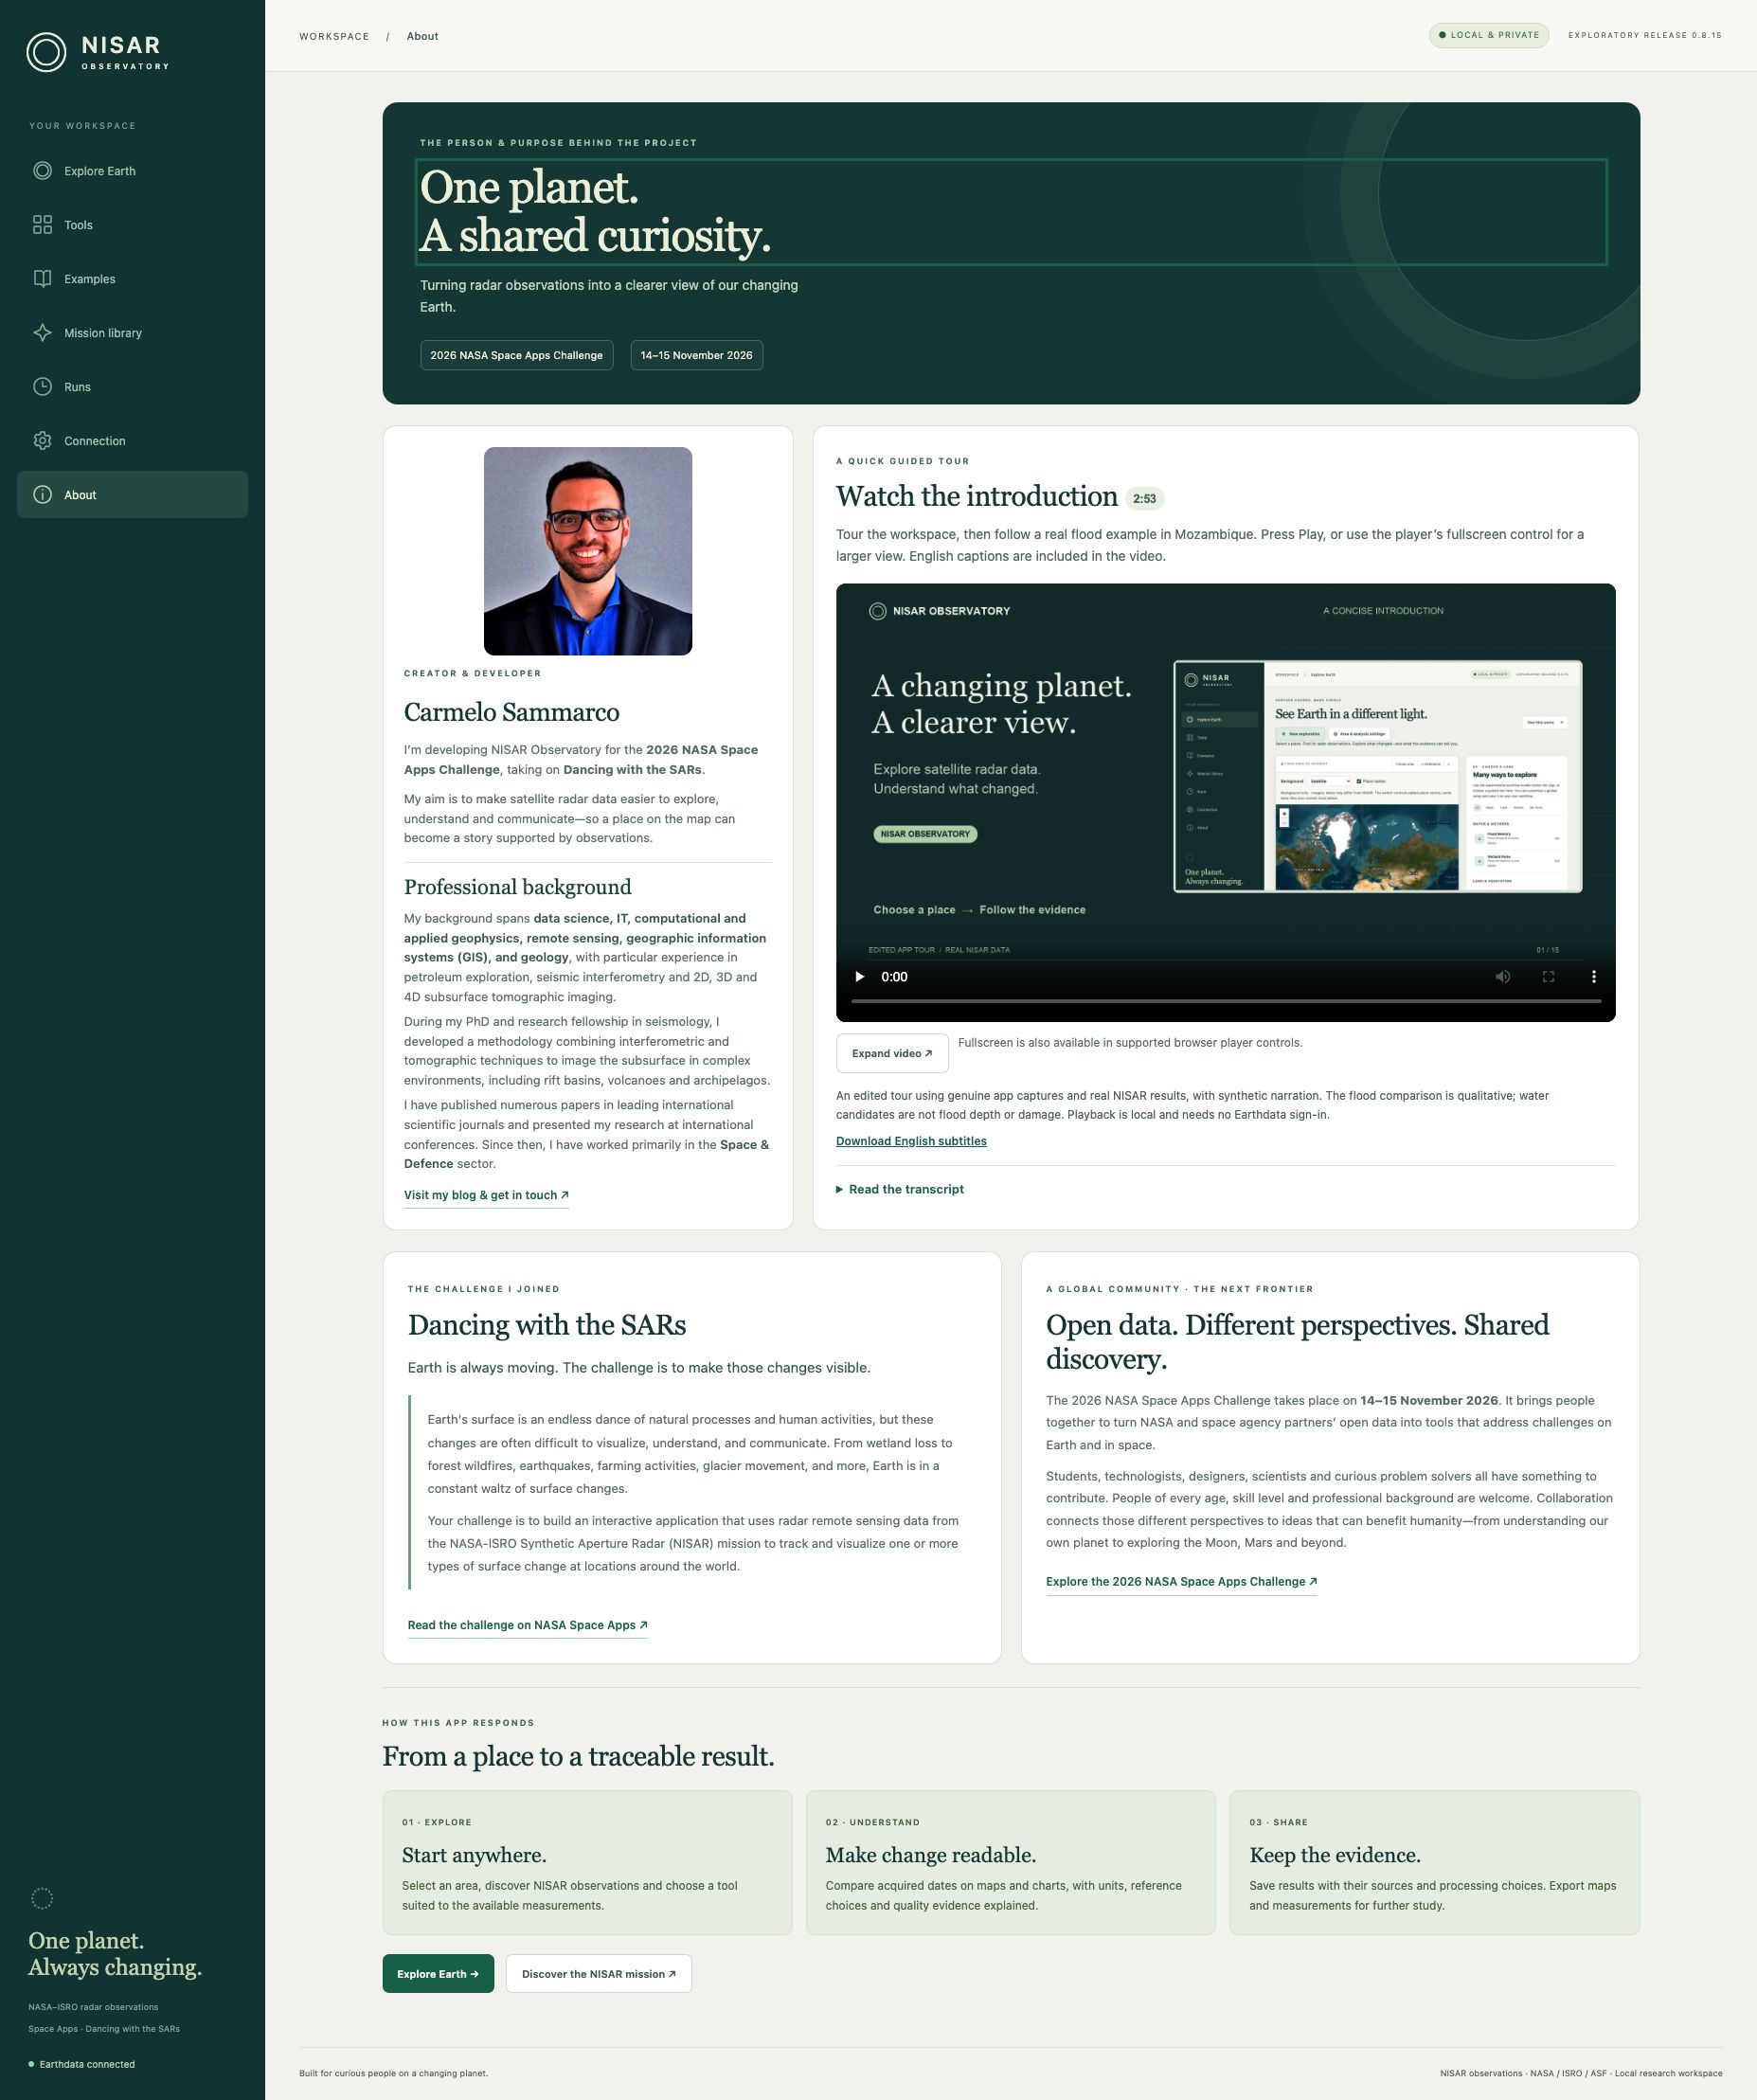 NISAR
OBSERVATORY
YOUR WORKSPACE
Explore Earth
Tools
Examples
Mission library
Runs
Connection
About
One planet.
Always changing.
NASA–ISRO radar observations
Space Apps · Dancing with the SARs
Earthdata connected
WORKSPACE / About
LOCAL & PRIVATE
EXPLORATORY RELEASE 0.8.15
THE PERSON & PURPOSE BEHIND THE PROJECT
One planet.
A shared curiosity.
Turning radar observations into a clearer view of our changing
Earth.
2026 NASA Space Apps Challenge
14–15 November 2026
CREATOR & DEVELOPER
Carmelo Sammarco
I’m developing NISAR Observatory for the 2026 NASA Space
Apps Challenge, taking on Dancing with the SARs.
My aim is to make satellite radar data easier to explore,
understand and communicate—so a place on the map can
become a story supported by observations.
Professional background
My background spans data science, IT, computational and
applied geophysics, remote sensing, geographic information
systems (GIS), and geology, with particular experience in
petroleum exploration, seismic interferometry and 2D, 3D and
4D subsurface tomographic imaging.
During my PhD and research fellowship in seismology, I
developed a methodology combining interferometric and
tomographic techniques to image the subsurface in complex
environments, including rift basins, volcanoes and archipelagos.
I have published numerous papers in leading international
scientific journals and presented my research at international
conferences. Since then, I have worked primarily in the Space &
Defence sector.
Visit my blog & get in touch ↗
A QUICK GUIDED TOUR
Watch the introduction 2:53
Tour the workspace, then follow a real flood example in Mozambique. Press Play, or use the player’s fullscreen control for a
larger view. English captions are included in the video.
NISAR OBSERVATORY
A CONCISE INTRODUCTION
A changing planet.
A clearer view.
Explore satellite radar data.
Understand what changed.
NISAR OBSERVATORY
Choose a place → Follow the evidence
EDITED APP TOUR / REAL NISAR DATA
01 / 15
NISAR
WORKSPACE / Explore Earth
LOCAL & PRIVATE
See Earth in a different light.
New exploration
Area & analysis settings
Many ways to explore
Explore Earth
Tools
Examples
Mission library
Runs
Connection
About
One planet.
Always changing.
0:00
Expand video ↗
Fullscreen is also available in supported browser player controls.
An edited tour using genuine app captures and real NISAR results, with synthetic narration. The flood comparison is qualitative; water
candidates are not flood depth or damage. Playback is local and needs no Earthdata sign-in.
Download English subtitles
▶ Read the transcript
THE CHALLENGE I JOINED
Dancing with the SARs
Earth is always moving. The challenge is to make those changes visible.
Earth's surface is an endless dance of natural processes and human activities, but these
changes are often difficult to visualize, understand, and communicate. From wetland loss to
forest wildfires, earthquakes, farming activities, glacier movement, and more, Earth is in a
constant waltz of surface changes.
Your challenge is to build an interactive application that uses radar remote sensing data from
the NASA-ISRO Synthetic Aperture Radar (NISAR) mission to track and visualize one or more
types of surface change at locations around the world.
Read the challenge on NASA Space Apps ↗
A GLOBAL COMMUNITY · THE NEXT FRONTIER
Open data. Different perspectives. Shared
discovery.
The 2026 NASA Space Apps Challenge takes place on 14–15 November 2026. It brings people
together to turn NASA and space agency partners’ open data into tools that address challenges on
Earth and in space.
Students, technologists, designers, scientists and curious problem solvers all have something to
contribute. People of every age, skill level and professional background are welcome. Collaboration
connects those different perspectives to ideas that can benefit humanity—from understanding our
own planet to exploring the Moon, Mars and beyond.
Explore the 2026 NASA Space Apps Challenge ↗
HOW THIS APP RESPONDS
From a place to a traceable result.
01 · EXPLORE
Start anywhere.
Select an area, discover NISAR observations and choose a tool
suited to the available measurements.
02 · UNDERSTAND
Make change readable.
Compare acquired dates on maps and charts, with units, reference
choices and quality evidence explained.
03 · SHARE
Keep the evidence.
Save results with their sources and processing choices. Export maps
and measurements for further study.
Explore Earth →
Discover the NISAR mission ↗
Built for curious people on a changing planet.
NISAR observations · NASA / ISRO / ASF · Local research workspace